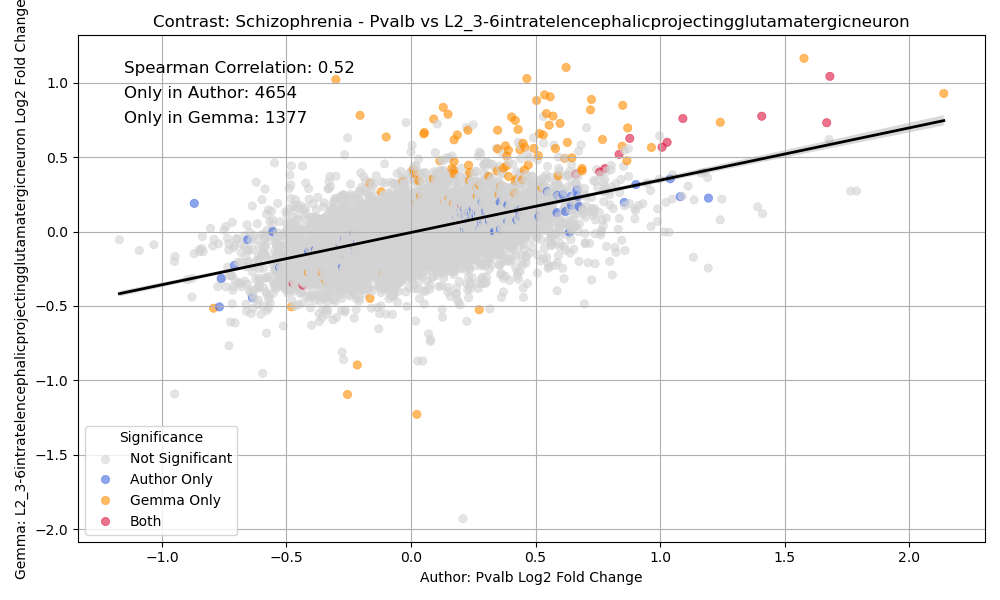 Contrast: Schizophrenia - Pvalb vs L2_3-6intratelencephalicprojectingglutamatergicneuron
Gemma: L2_3-6intratelencephalicprojectingglutamatergicneuron Log2 Fold Change
1.0
0.5
0.0
−0.5
−1.0
−1.5
−2.0
Spearman Correlation: 0.52
Only in Author: 4654
Only in Gemma: 1377
Significance
Not Significant
Author Only
Gemma Only
Both
−1.0 −0.5 0.0 0.5 1.0 1.5 2.0
Author: Pvalb Log2 Fold Change